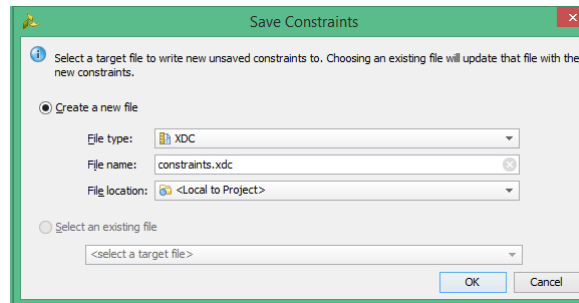 Save Constraints
Select a target file to write new unsaved constraints to. Choosing an existing file will update that file with the
new constraints.
Create a new file
File type: XDC
File name: constraints.xdc
File location: <Local to Project>
Select an existing file
<select a target file>
OK Cancel